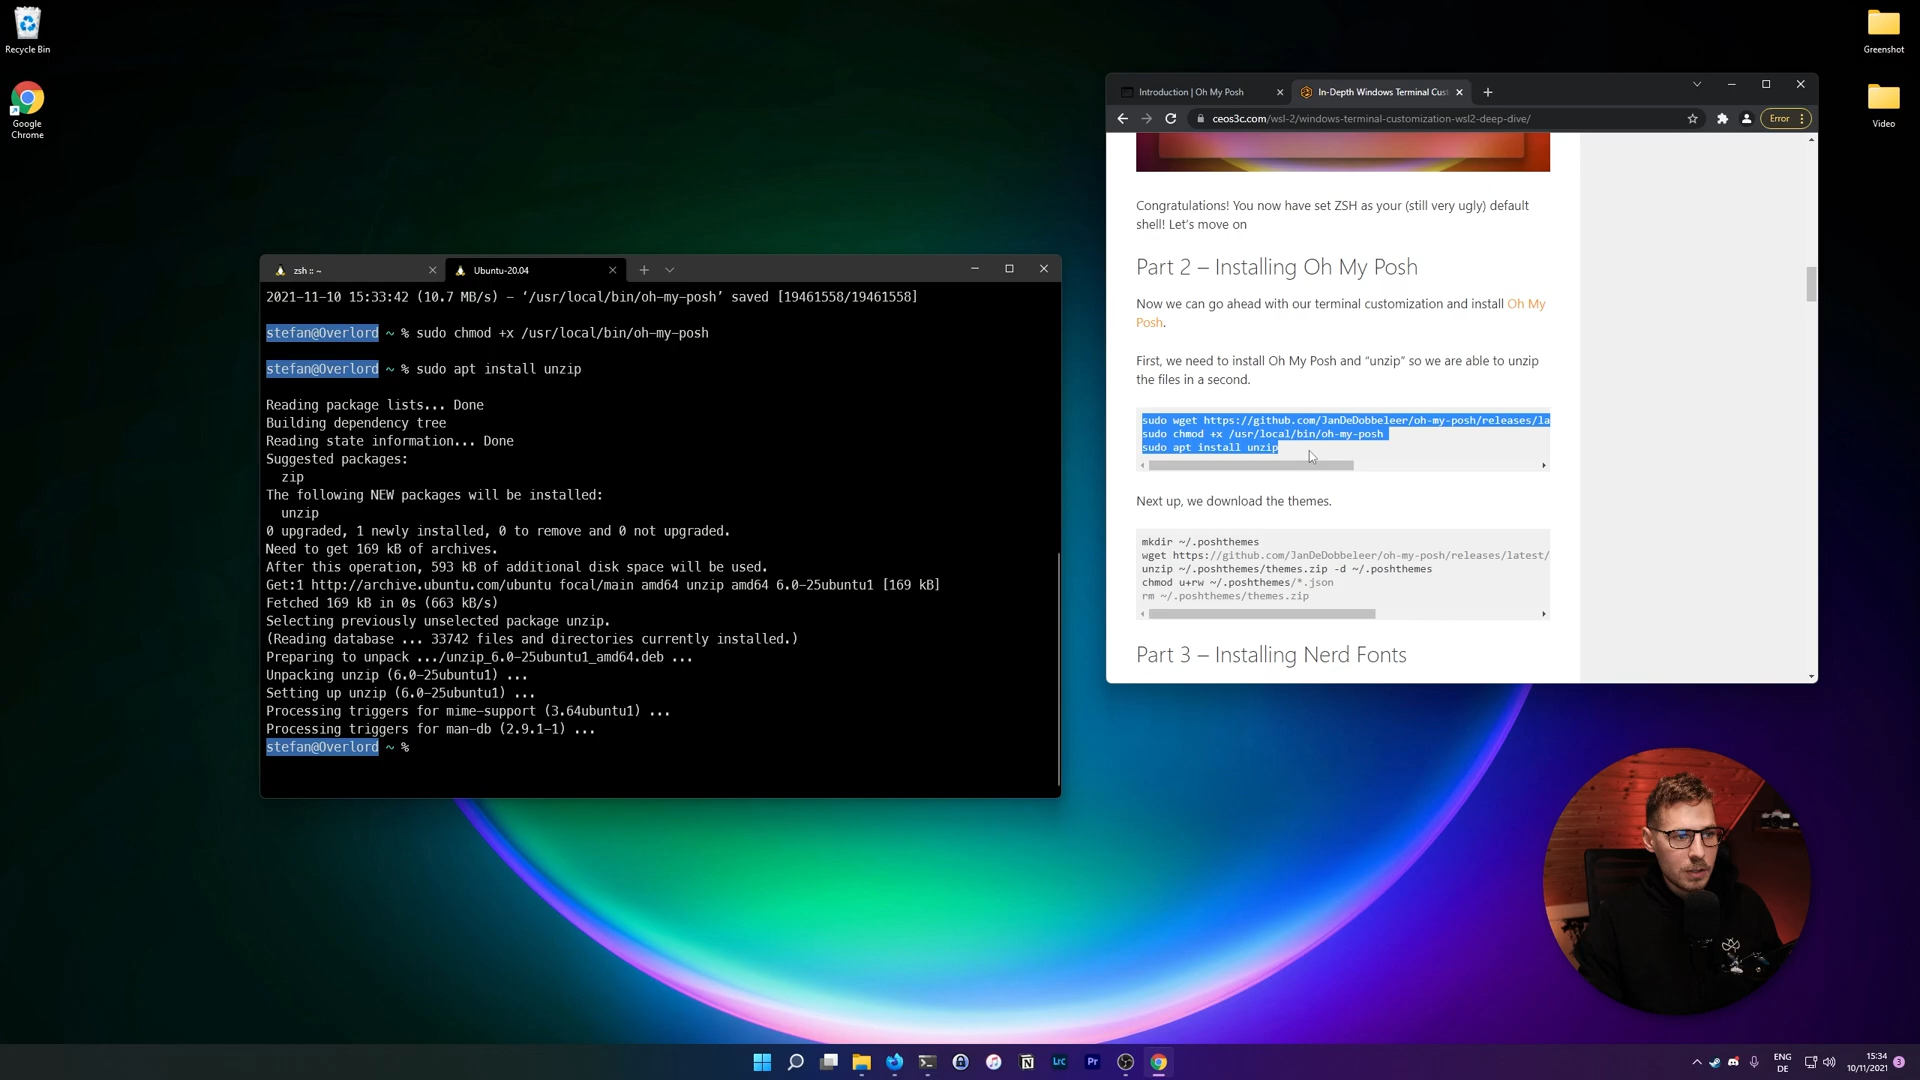 Recycle Bin
Google
Chrome
Greenshot
Video
zsh :: ~
Ubuntu-20.04
2021-11-10 15:33:42 (10.7 MB/s) – ‘/usr/local/bin/oh-my-posh’ saved [19461558/19461558]
stefan@Overlord ~ % sudo chmod +x /usr/local/bin/oh-my-posh
stefan@Overlord ~ % sudo apt install unzip
Reading package lists... Done
Building dependency tree
Reading state information... Done
Suggested packages:
zip
The following NEW packages will be installed:
unzip
0 upgraded, 1 newly installed, 0 to remove and 0 not upgraded.
Need to get 169 kB of archives.
After this operation, 593 kB of additional disk space will be used.
Get:1 http://archive.ubuntu.com/ubuntu focal/main amd64 unzip amd64 6.0-25ubuntu1 [169 kB]
Fetched 169 kB in 0s (663 kB/s)
Selecting previously unselected package unzip.
(Reading database ... 33742 files and directories currently installed.)
Preparing to unpack .../unzip_6.0-25ubuntu1_amd64.deb ...
Unpacking unzip (6.0-25ubuntu1) ...
Setting up unzip (6.0-25ubuntu1) ...
Processing triggers for mime-support (3.64ubuntu1) ...
Processing triggers for man-db (2.9.1-1) ...
stefan@Overlord ~ %
Introduction | Oh My Posh
In-Depth Windows Terminal Cus
ceos3c.com/wsl-2/windows-terminal-customization-wsl2-deep-dive/
Error
Congratulations! You now have set ZSH as your (still very ugly) default
shell! Let’s move on
Part 2 – Installing Oh My Posh
Now we can go ahead with our terminal customization and install Oh My
Posh.
First, we need to install Oh My Posh and “unzip” so we are able to unzip
the files in a second.
sudo wget https://github.com/JanDeDobbeleer/oh-my-posh/releases/la
sudo chmod +x /usr/local/bin/oh-my-posh
sudo apt install unzip
Next up, we download the themes.
mkdir ~/.poshthemes
wget https://github.com/JanDeDobbeleer/oh-my-posh/releases/latest/
unzip ~/.poshthemes/themes.zip -d ~/.poshthemes
chmod u+rw ~/.poshthemes/*.json
rm ~/.poshthemes/themes.zip
Part 3 – Installing Nerd Fonts
Lrc
Pr
ENG
DE
15:34
10/11/2021
3